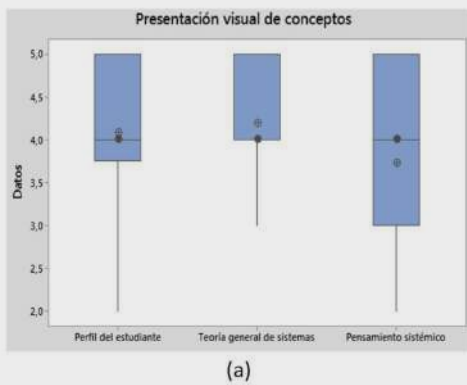 Presentación visual de conceptos
Datos
5,0
4,5
4,0
3,5
3,0
2,5
2,0
Perfil del estudiante
Teoría general de sistemas
Pensamiento sistémico
(a)